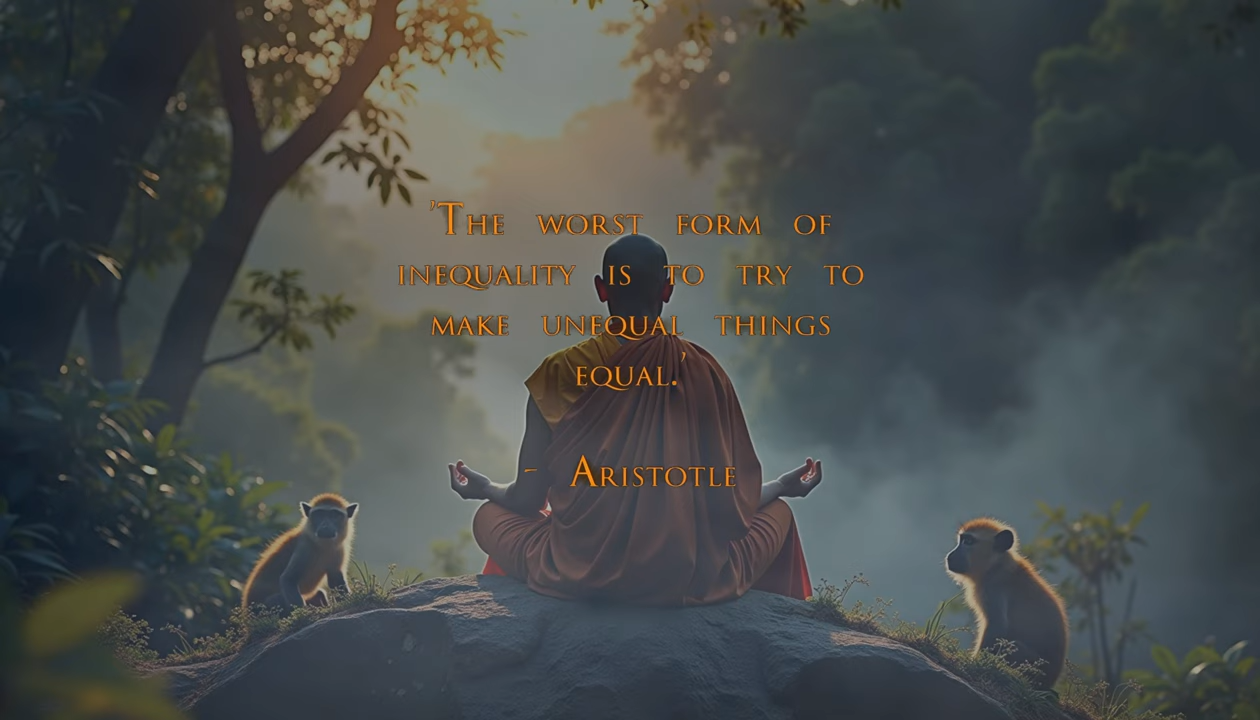 'The worst form of
inequality is to try to
make unequal things
equal.'
- Aristotle